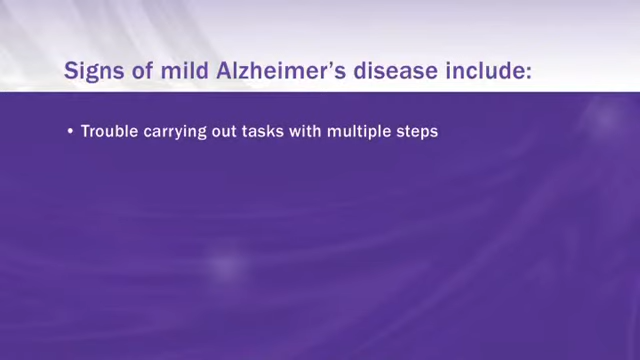 Signs of mild Alzheimer’s disease include:
• Trouble carrying out tasks with multiple steps